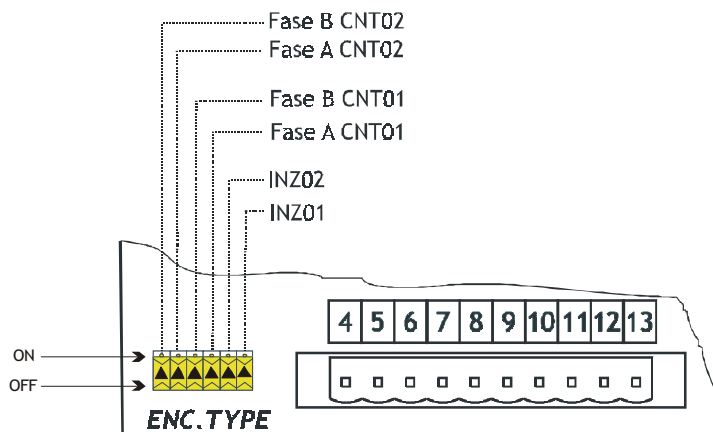 Fase B CNT02
Fase A CNT02
Fase B CNT01
Fase A CNT01
INZ02
INZ01
4 5 6 7 8 9 10 11 12 13
ON
OFF
ENC.TYPE